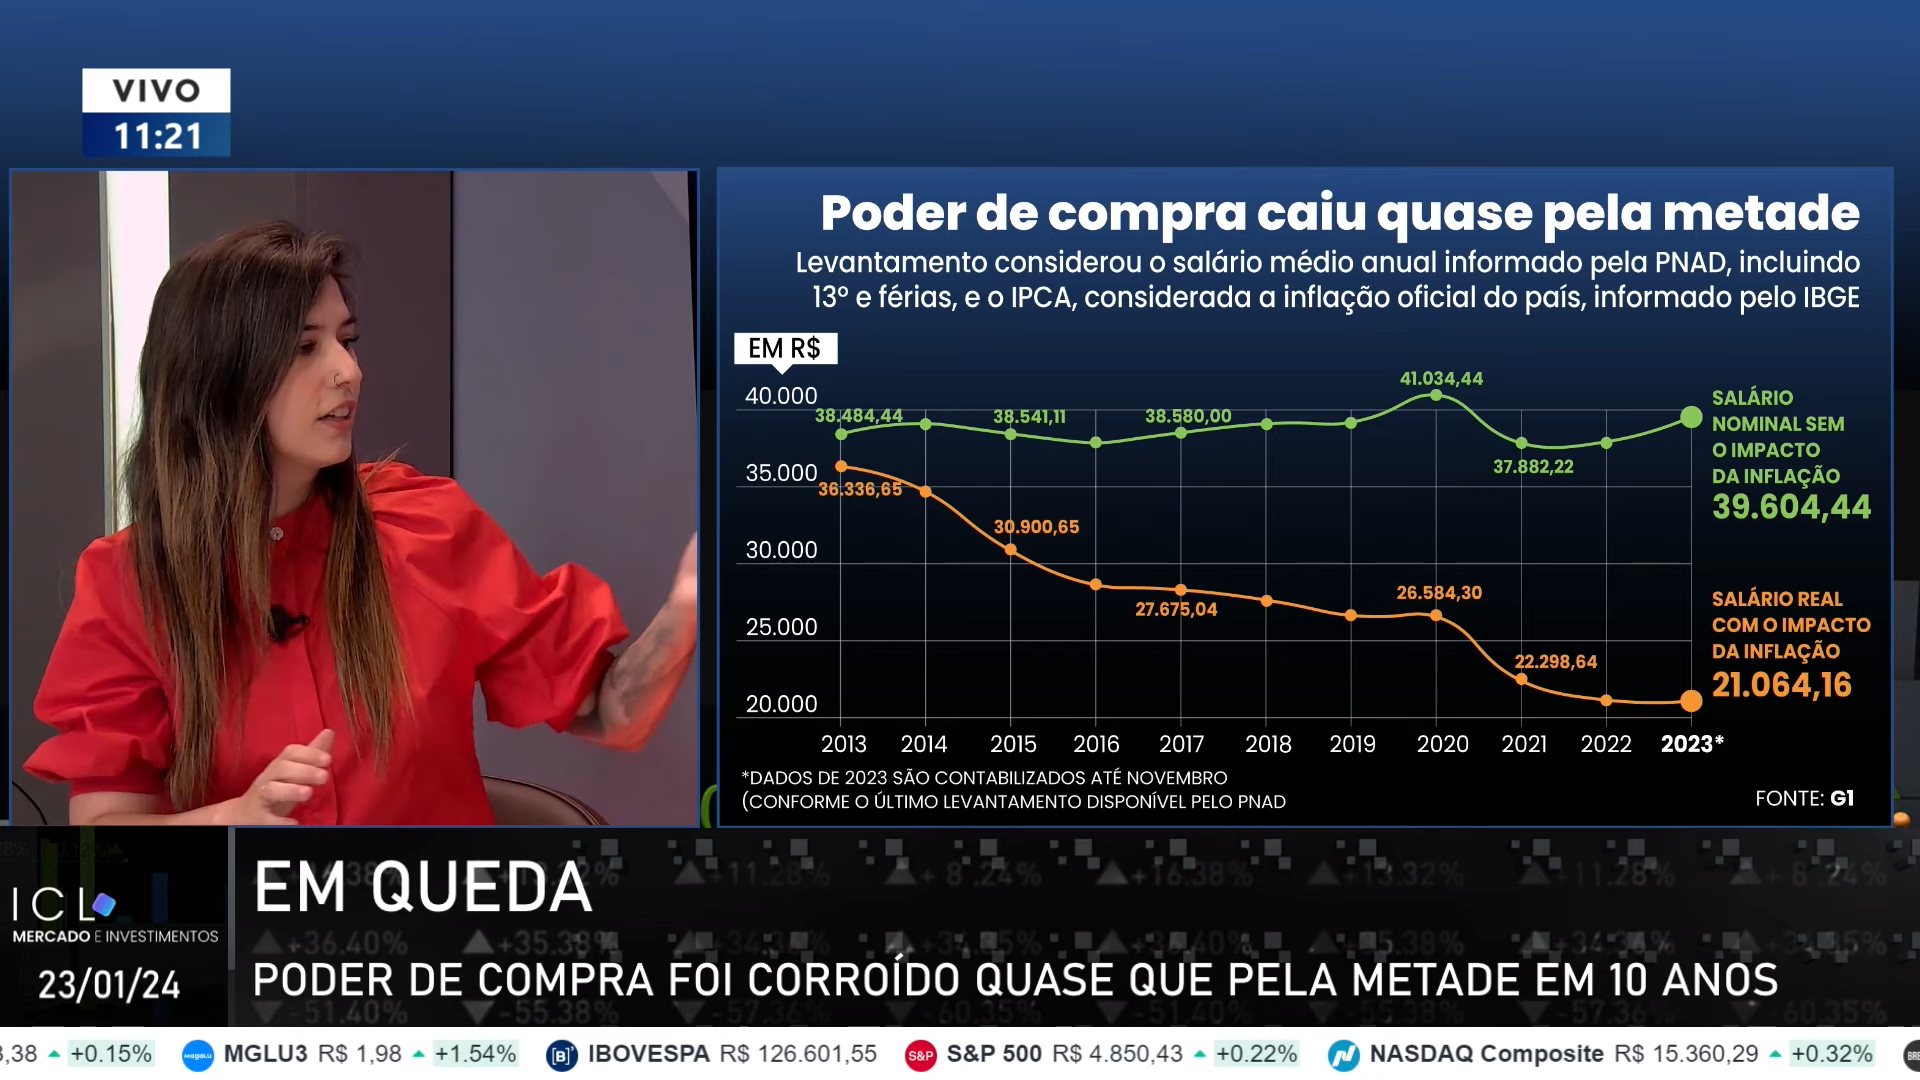 VIVO
11:21
Poder de compra caiu quase pela metade
Levantamento considerou o salário médio anual informado pela PNAD, incluindo
13º e férias, e o IPCA, considerada a inflação oficial do país, informado pelo IBGE
EM R$
40.000
35.000
30.000
25.000
20.000
38.484,44
38.541,11
38.580,00
41.034,44
37.882,22
SALÁRIO
NOMINAL SEM
O IMPACTO
DA INFLAÇÃO
39.604,44
36.336,65
30.900,65
27.675,04
26.584,30
22.298,64
SALÁRIO REAL
COM O IMPACTO
DA INFLAÇÃO
21.064,16
2013 2014 2015 2016 2017 2018 2019 2020 2021 2022 2023*
*DADOS DE 2023 SÃO CONTABILIZADOS ATÉ NOVEMBRO
(CONFORME O ÚLTIMO LEVANTAMENTO DISPONÍVEL PELO PNAD
FONTE: G1
ICL
MERCADO E INVESTIMENTOS
23/01/24
EM QUEDA
PODER DE COMPRA FOI CORROÍDO QUASE QUE PELA METADE EM 10 ANOS
,38 +0.15% MGLU3 R$ 1,98 +1.54% IBOVESPA R$ 126.601,55 S&P S&P 500 R$ 4.850,43 +0.22% NASDAQ Composite R$ 15.360,29 +0.32%